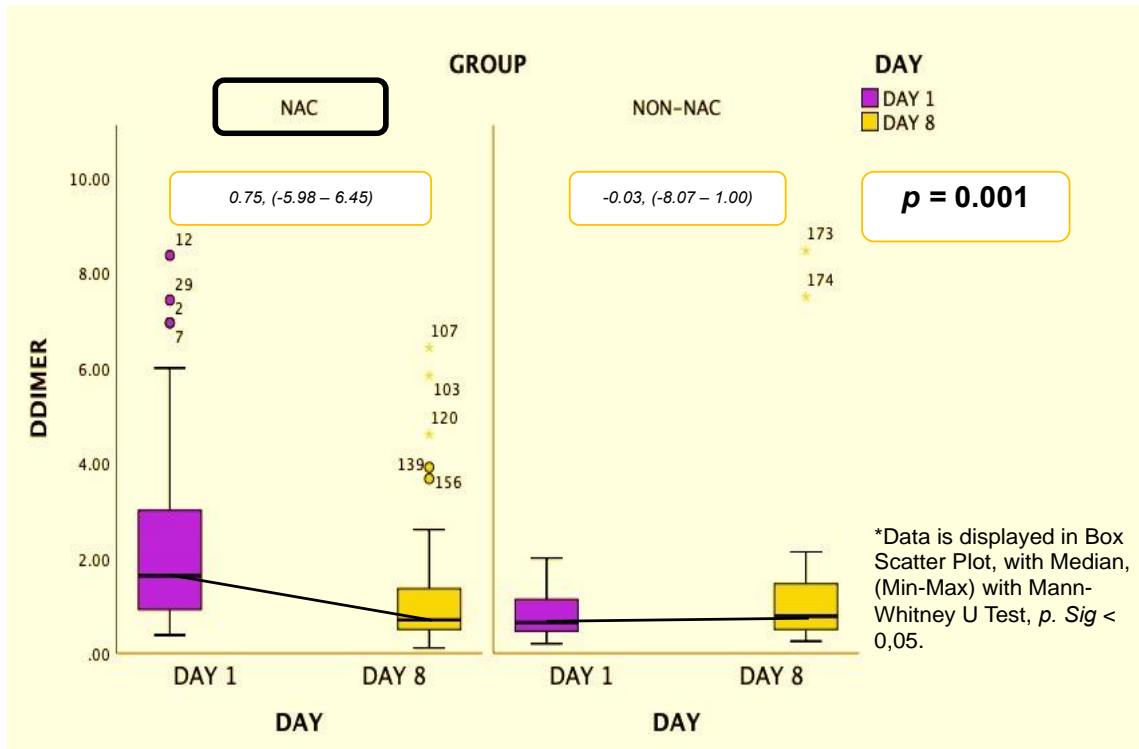 GROUP
NAC
NON-NAC
DAY
DAY 1
DAY 8
0.75, (-5.98 – 6.45)
-0.03, (-8.07 – 1.00)
p = 0.001
DDIMER
10.00
8.00
6.00
4.00
2.00
.00
12
29
2
7
107
103
120
139
156
173
174
*Data is displayed in Box
Scatter Plot, with Median,
(Min-Max) with Mann-
Whitney U Test, p. Sig <
0,05.
DAY 1
DAY 8
DAY 1
DAY 8
DAY
DAY